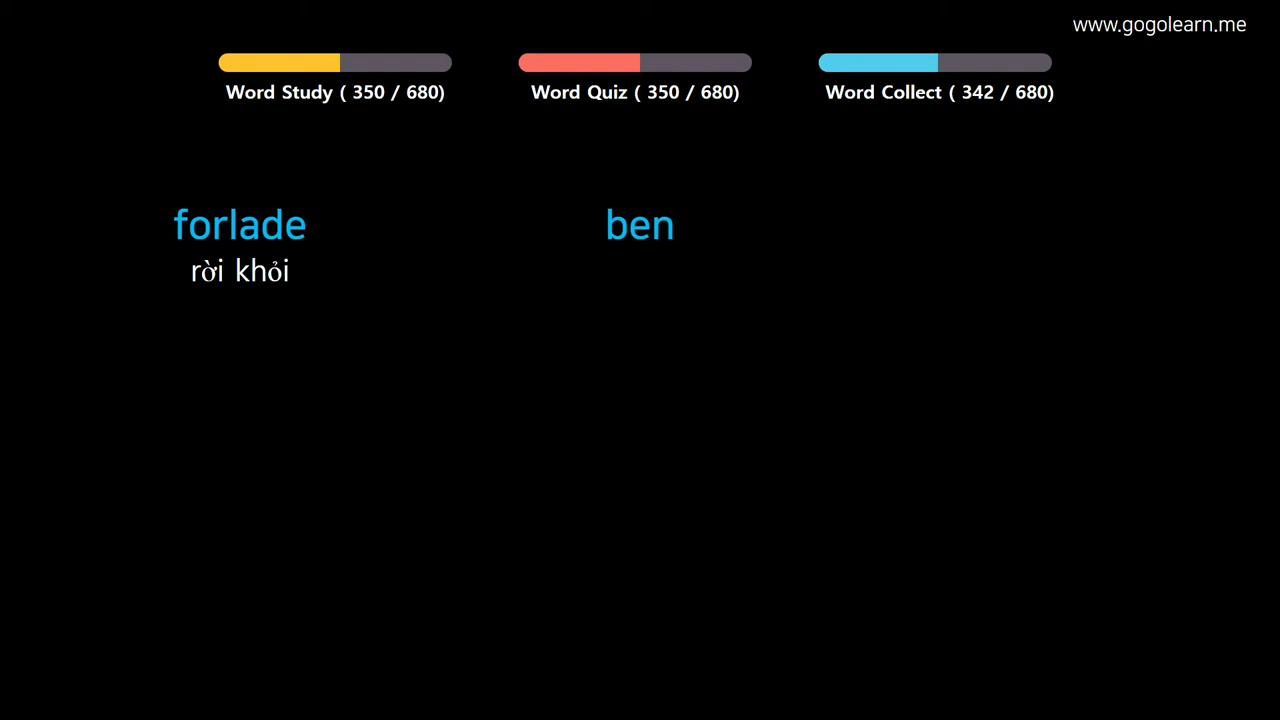 www.gogolearn.me
Word Study ( 350 / 680)
Word Quiz ( 350 / 680)
Word Collect ( 342 / 680)
forlade
ben
rời khỏi